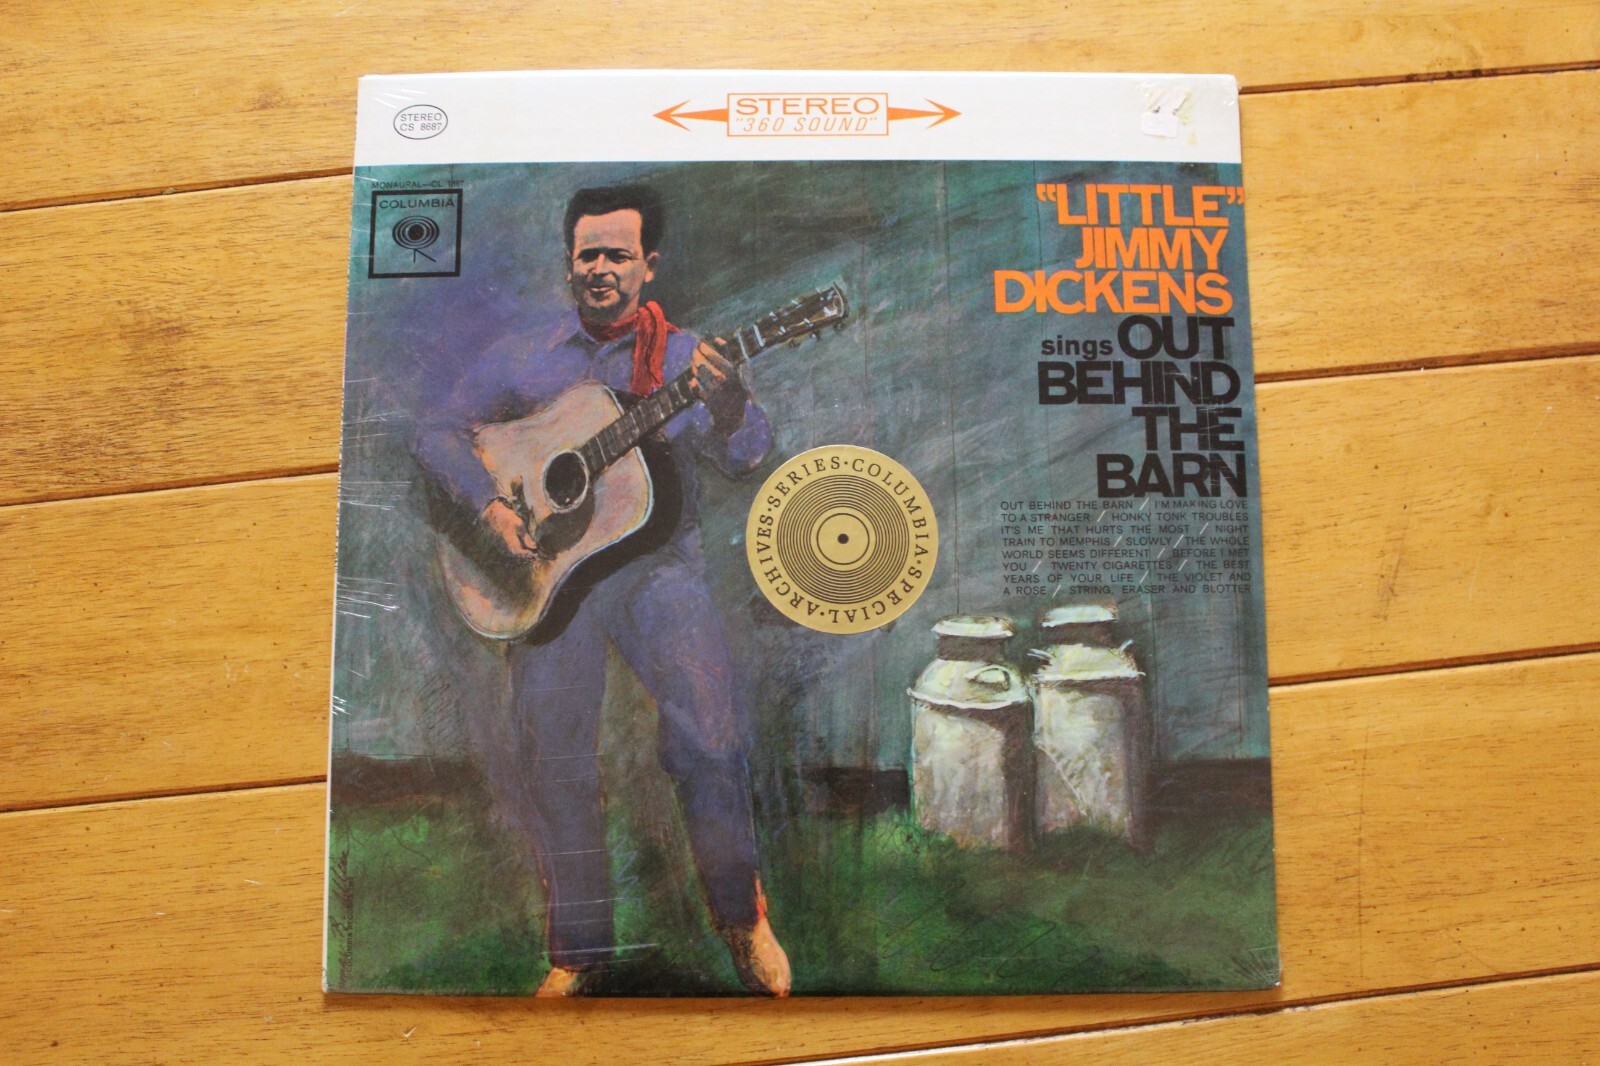 STEREO
CS 8687
STEREO
"360 SOUND"
MONAURAL—CL
COLUMBIA
"LITTLE"
JIMMY
DICKENS
sings OUT
BEHIND
THE
BARN
OUT BEHIND THE BARN / I'M MAKING LOVE
TO A STRANGER / HONKY TONK TROUBLES
IT'S ME THAT HURTS THE MOST / NIGHT
TRAIN TO MEMPHIS / SLOWLY / THE WHOLE
WORLD SEEMS DIFFERENT / BEFORE I MET
YOU / TWENTY CIGARETTES / THE BEST
YEARS OF YOUR LIFE / THE VIOLET AND
A ROSE / STRING, ERASER AND BLOTTER
COLUMBIA·SPECIAL·ARCHIVES·SERIES·